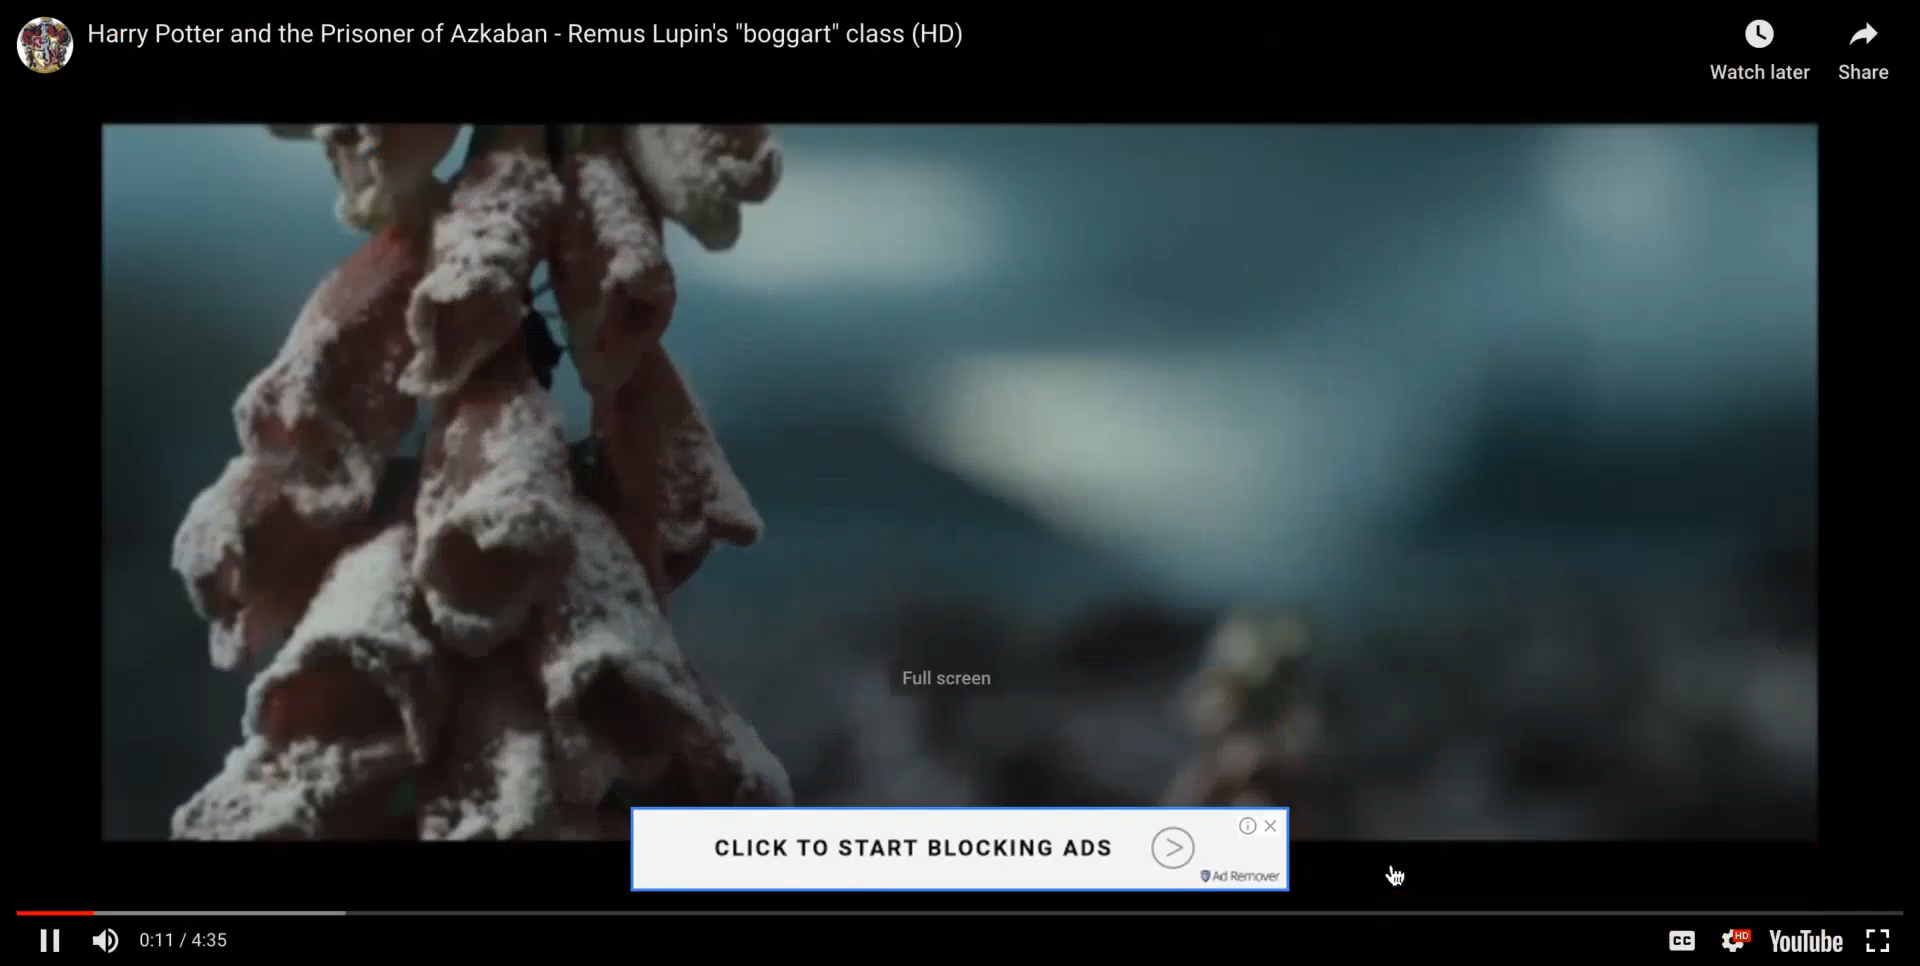 Harry Potter and the Prisoner of Azkaban - Remus Lupin's "boggart" class (HD)
Watch later
Share
Full screen
CLICK TO START BLOCKING ADS
Ad Remover
0:11 / 4:35
CC
HD
YouTube